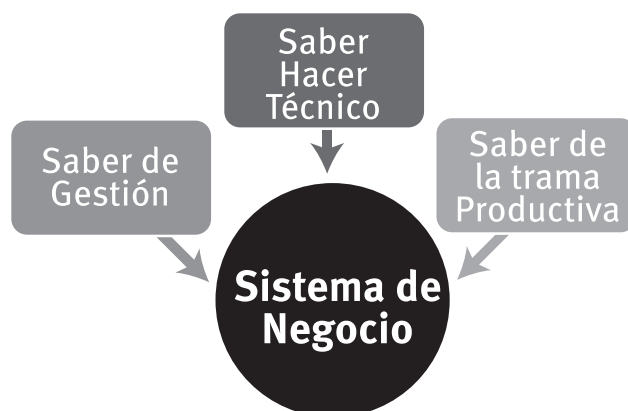 Saber
Hacer
Técnico
Saber de
Gestión
Saber de
la trama
Productiva
Sistema de
Negocio